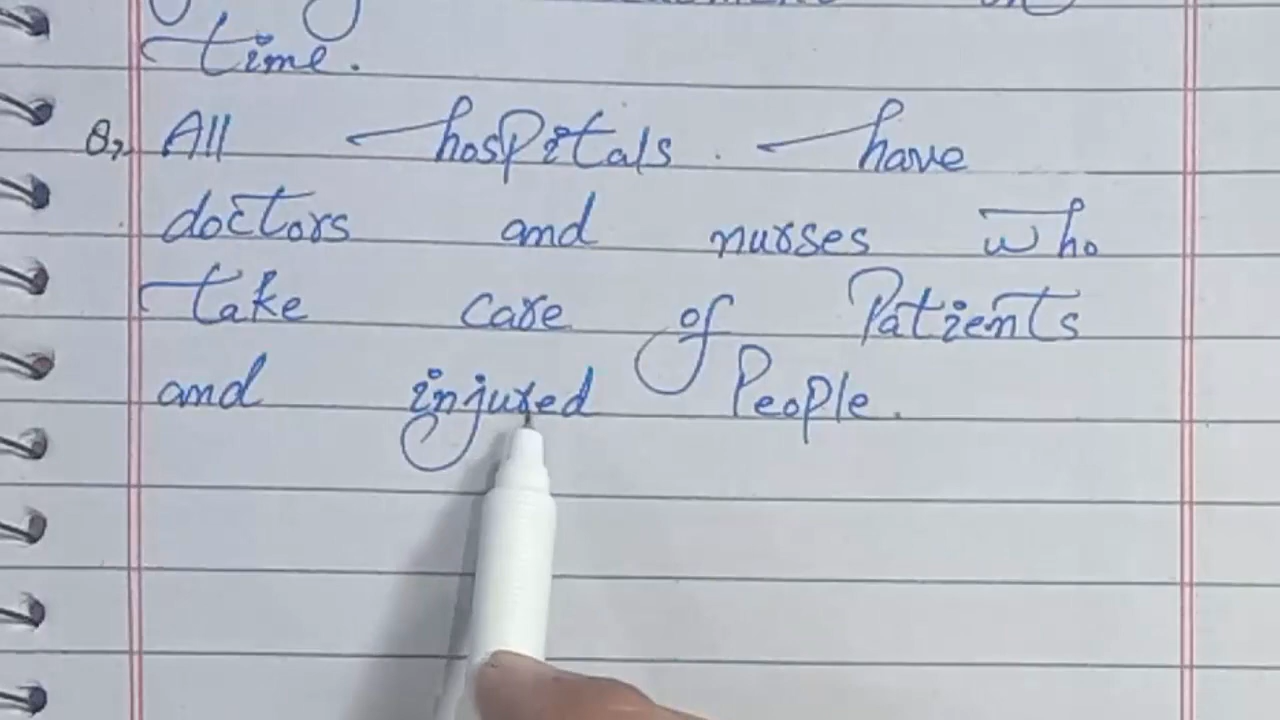 time.
8, All hospitals . have
doctors and nurses who
take care of Patients
and injured People.